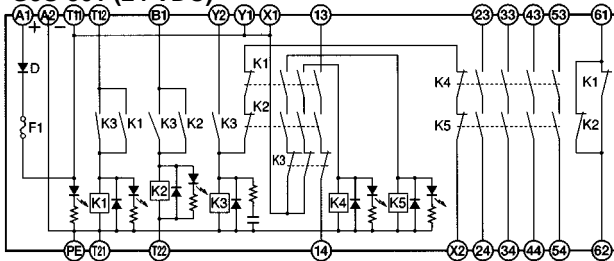 A1 A2 T11 T12 B1 Y2 Y1 X1 13 23 33 43 53 61
+ −
D
K1 K1
F1 K3 K1 K3 K2 K3 K2 K4 K5 K2
K3
K1 K2 K3 K4 K5
PE T21 T22 14 X2 24 34 44 54 62